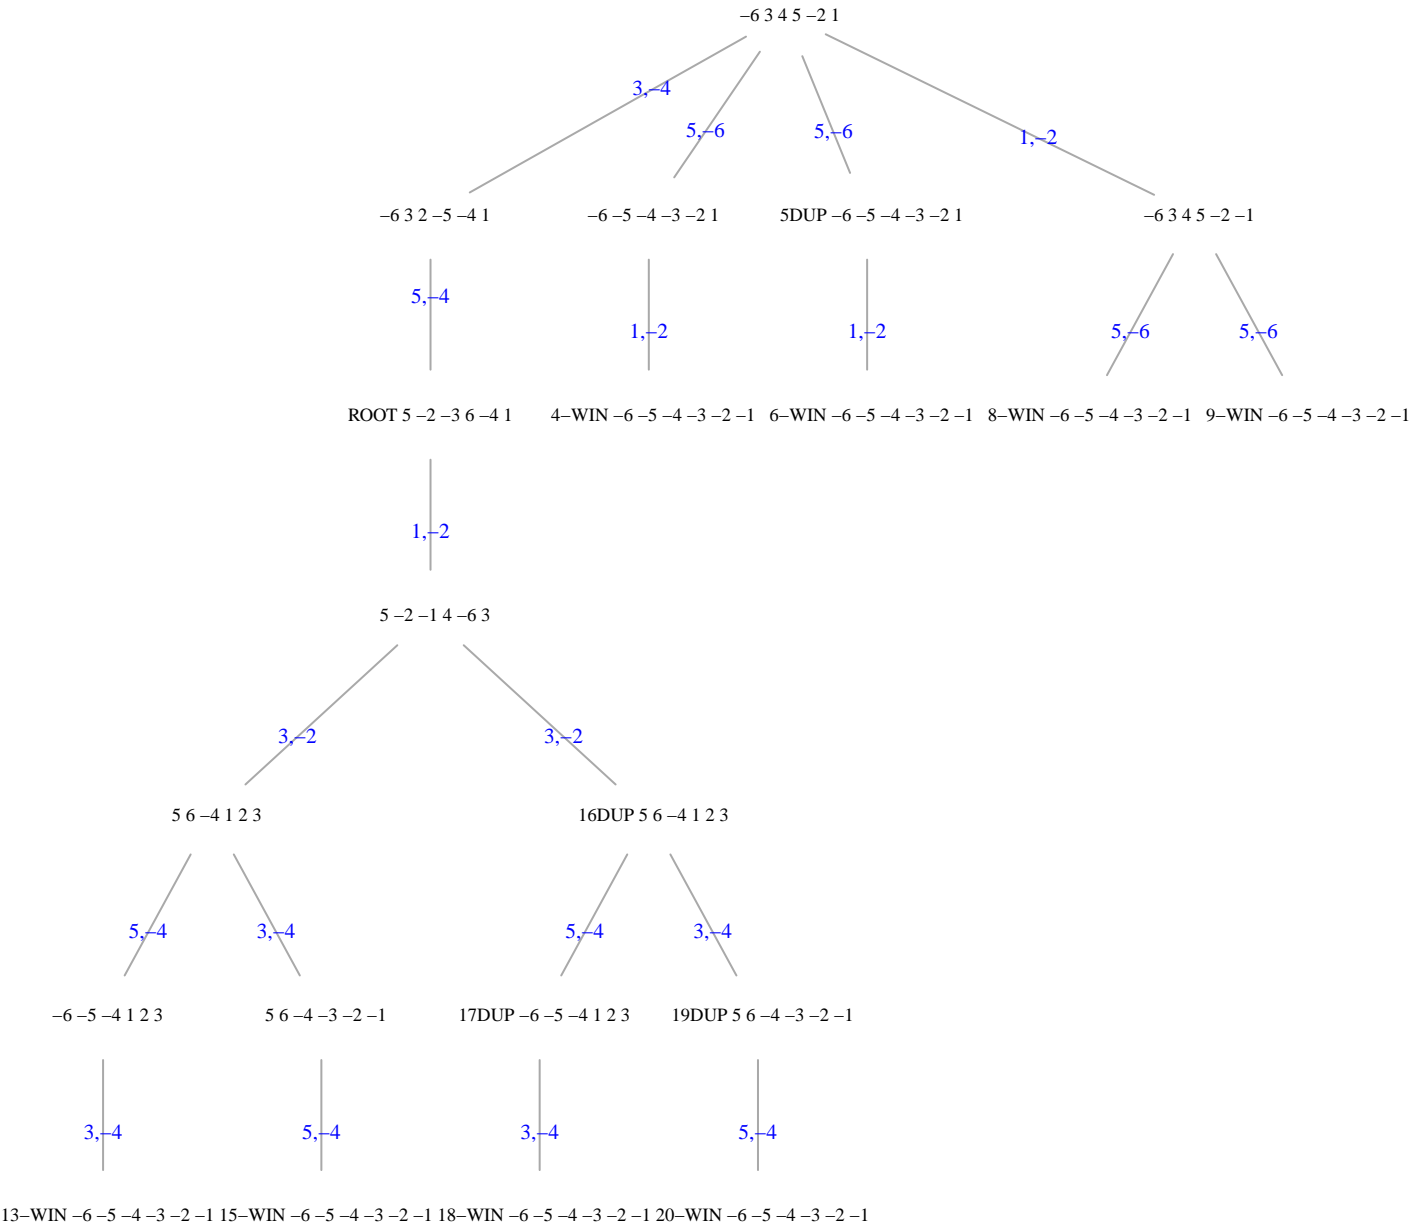 –6 3 4 5 –2 1
3,–4
5,–6 5,–6
1,–2
–6 3 2 –5 –4 1 –6 –5 –4 –3 –2 1 5DUP –6 –5 –4 –3 –2 1 –6 3 4 5 –2 –1
5,–4
1,–2 1,–2 5,–6 5,–6
ROOT 5 –2 –3 6 –4 1 4–WIN –6 –5 –4 –3 –2 –1 6–WIN –6 –5 –4 –3 –2 –1 8–WIN –6 –5 –4 –3 –2 –1 9–WIN –6 –5 –4 –3 –2 –1
1,–2
5 –2 –1 4 –6 3
3,–2 3,–2
5 6 –4 1 2 3 16DUP 5 6 –4 1 2 3
5,–4 3,–4 5,–4 3,–4
–6 –5 –4 1 2 3 5 6 –4 –3 –2 –1 17DUP –6 –5 –4 1 2 3 19DUP 5 6 –4 –3 –2 –1
3,–4 5,–4 3,–4 5,–4
13–WIN –6 –5 –4 –3 –2 –1 15–WIN –6 –5 –4 –3 –2 –1 18–WIN –6 –5 –4 –3 –2 –1 20–WIN –6 –5 –4 –3 –2 –1